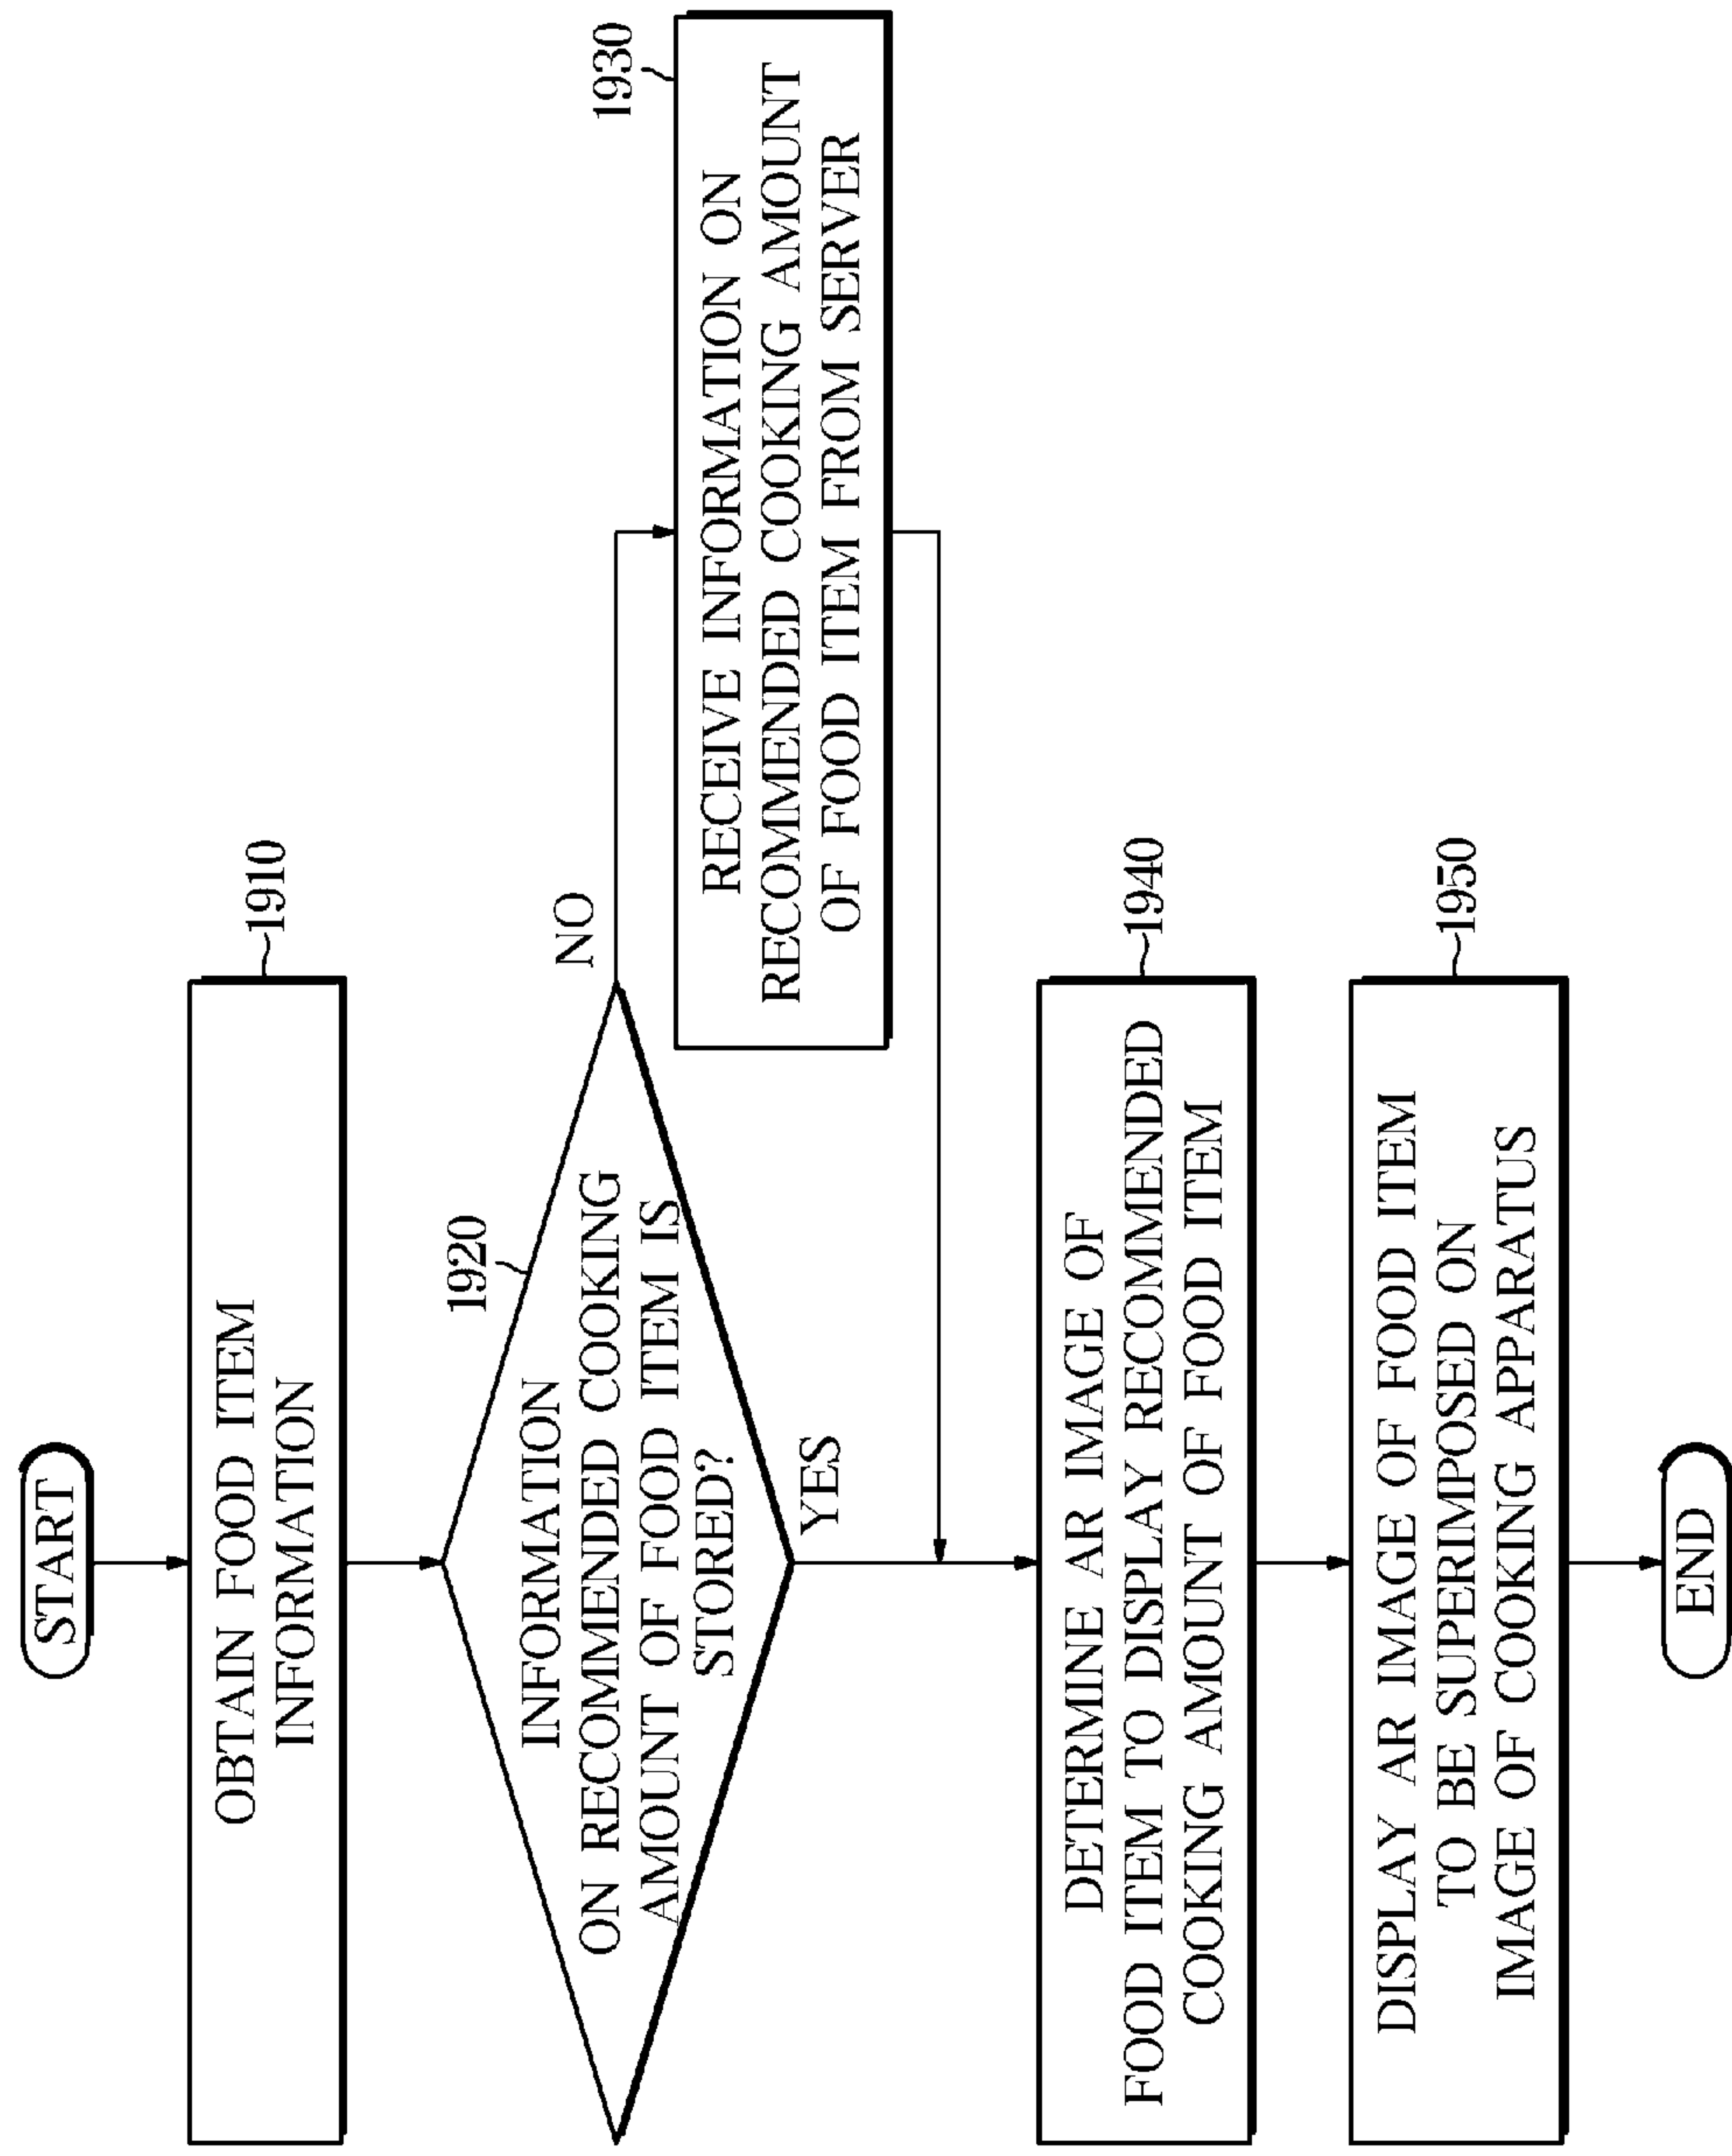 START
OBTAIN FOOD ITEM
INFORMATION
1910
1920
INFORMATION
ON RECOMMENDED COOKING
AMOUNT OF FOOD ITEM IS
STORED?
NO
1930
RECEIVE INFORMATION ON
RECOMMENDED COOKING AMOUNT
OF FOOD ITEM FROM SERVER
YES
1940
DETERMINE AR IMAGE OF
FOOD ITEM TO DISPLAY RECOMMENDED
COOKING AMOUNT OF FOOD ITEM
1950
DISPLAY AR IMAGE OF FOOD ITEM
TO BE SUPERIMPOSED ON
IMAGE OF COOKING APPARATUS
END